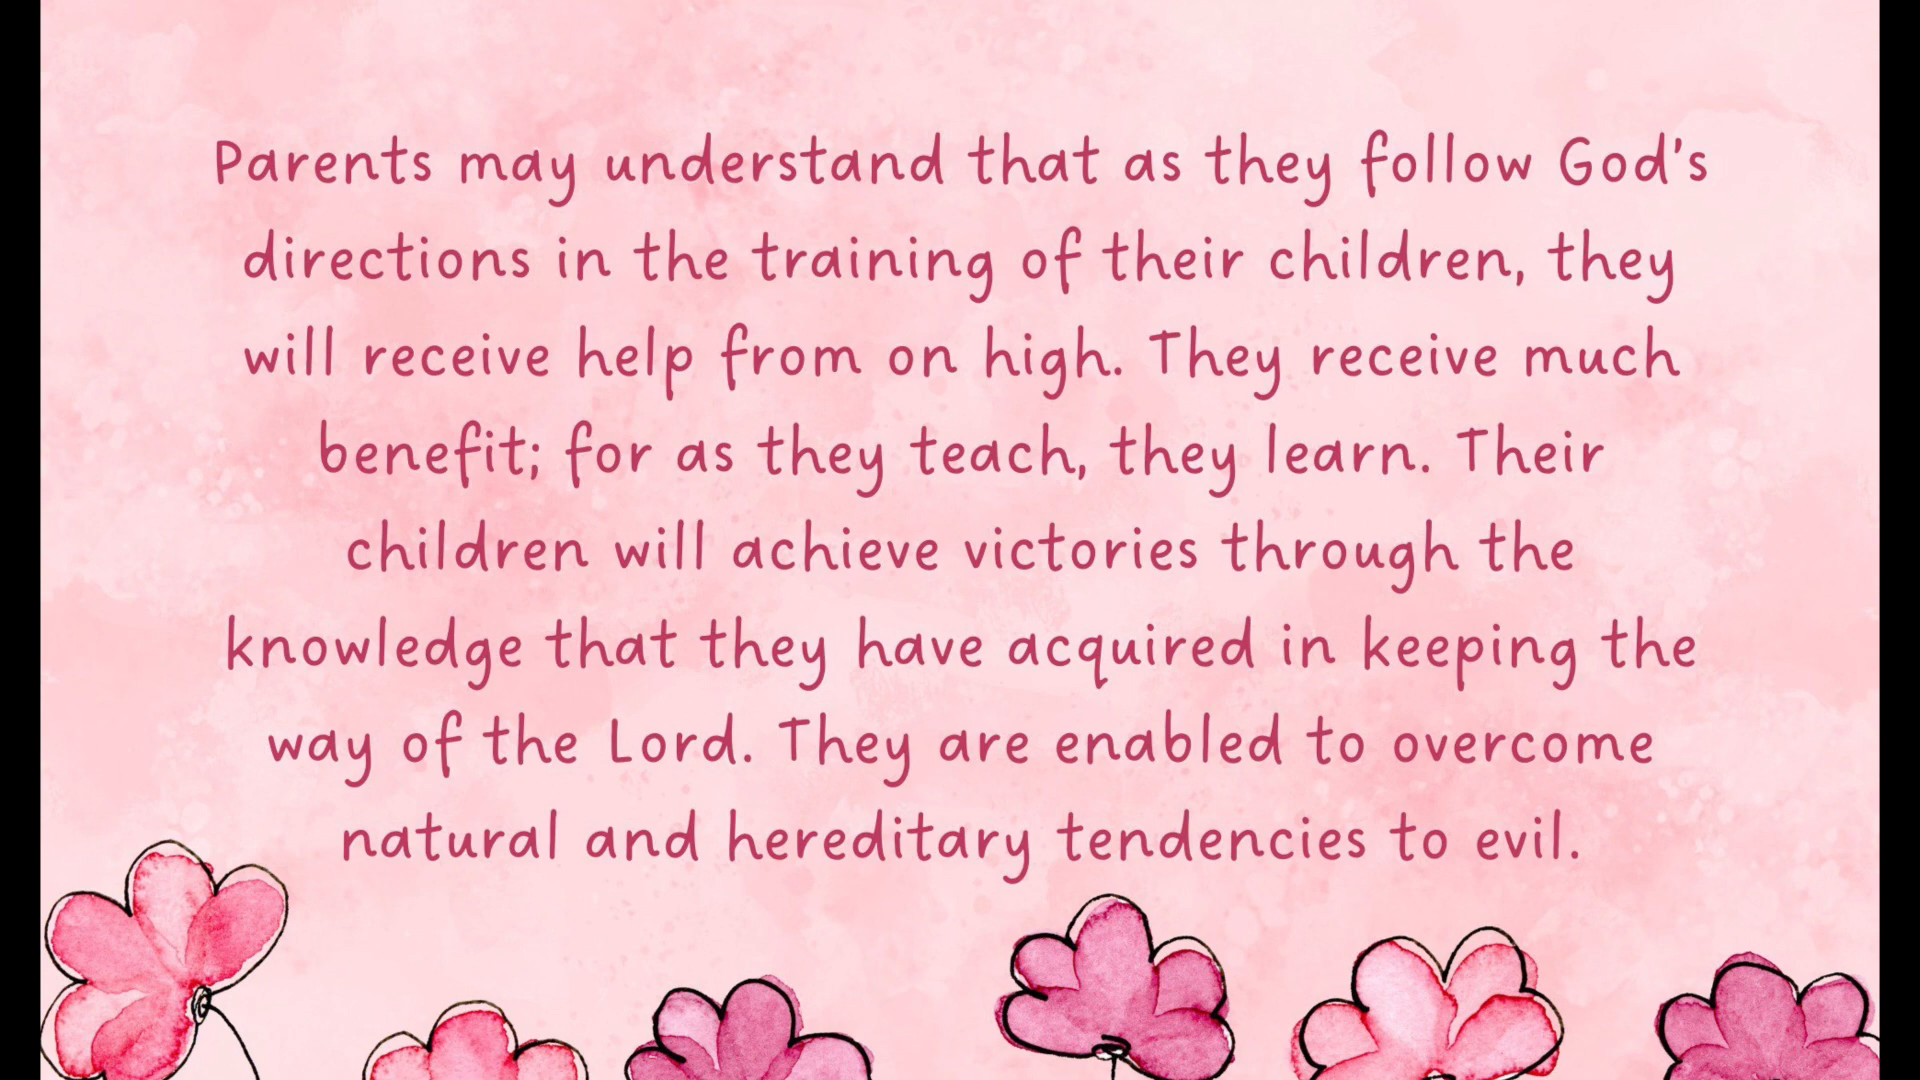 Parents may understand that as they follow God's
directions in the training of their children, they
will receive help from on high. They receive much
benefit; for as they teach, they learn. Their
children will achieve victories through the
knowledge that they have acquired in keeping the
way of the Lord. They are enabled to overcome
natural and hereditary tendencies to evil.